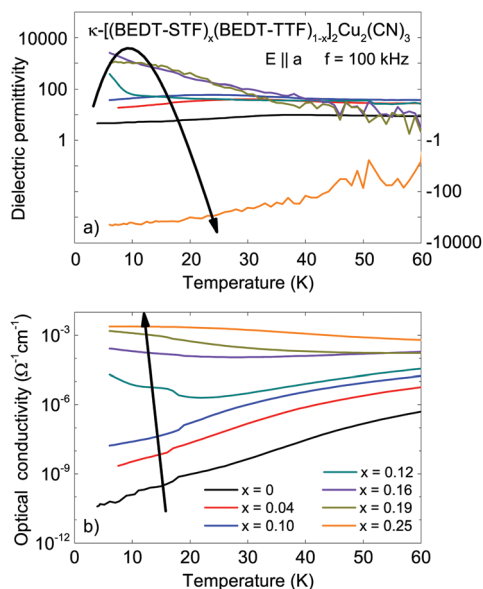 κ-[(BEDT-STF)x(BEDT-TTF)1-x]2Cu2(CN)3
E || a f = 100 kHz
Dielectric permittivity
10000
100
1
-1
-100
-10000
a)
0 10 20 30 40 50 60
Temperature (K)
Optical conductivity (Ω-1cm-1)
10-3
10-6
10-9
10-12
x = 0
x = 0.04
x = 0.10
x = 0.12
x = 0.16
x = 0.19
x = 0.25
b)
0 10 20 30 40 50 60
Temperature (K)